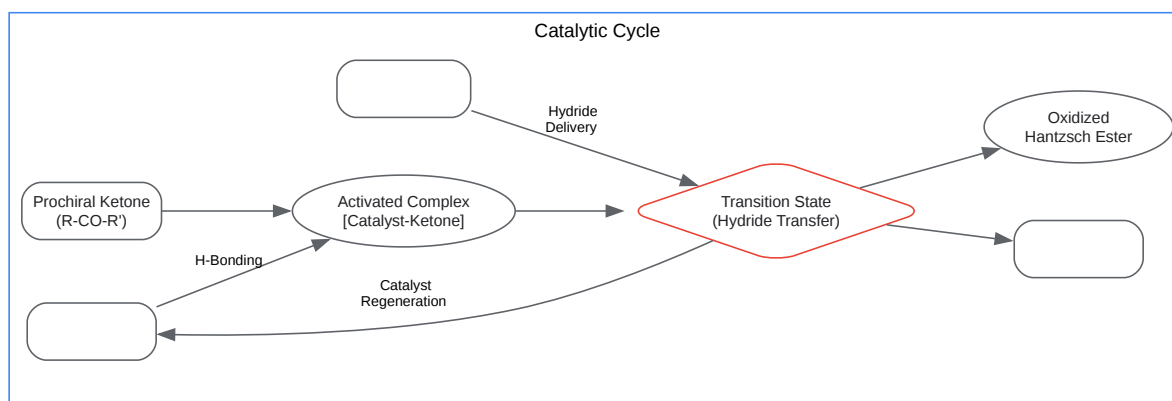 Catalytic Cycle
Hydride
Delivery
Oxidized
Hantzsch Ester
Prochiral Ketone
(R-CO-R')
Activated Complex
[Catalyst-Ketone]
Transition State
(Hydride Transfer)
H-Bonding
Catalyst
Regeneration